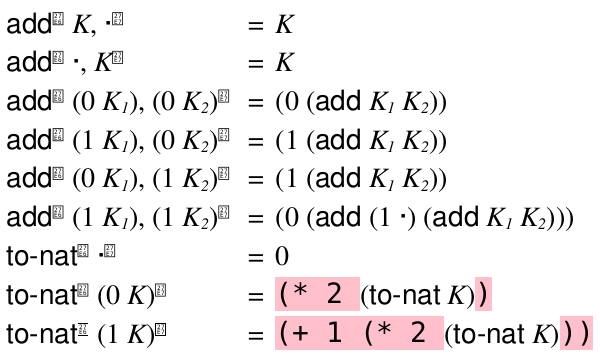 add⟦ K, ·⟧ = K
add⟦ ·, K⟧ = K
add⟦ (0 K₁), (0 K₂)⟧ = (0 (add K₁ K₂))
add⟦ (1 K₁), (0 K₂)⟧ = (1 (add K₁ K₂))
add⟦ (0 K₁), (1 K₂)⟧ = (1 (add K₁ K₂))
add⟦ (1 K₁), (1 K₂)⟧ = (0 (add (1 ·) (add K₁ K₂)))
to-nat⟦ ·⟧ = 0
to-nat⟦ (0 K)⟧ = (* 2 (to-nat K))
to-nat⟦ (1 K)⟧ = (+ 1 (* 2 (to-nat K)))